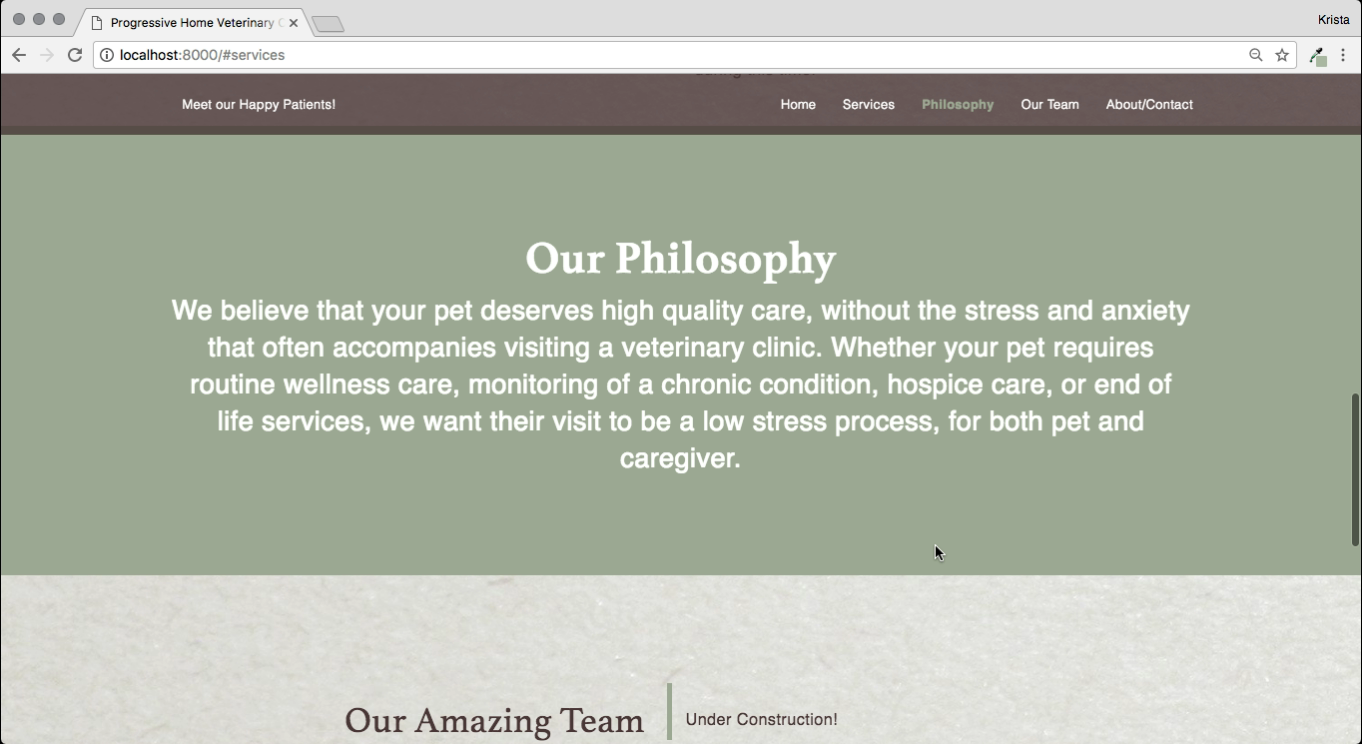 Progressive Home Veterinary
Krista
localhost:8000/#services
Meet our Happy Patients!
Home
Services
Philosophy
Our Team
About/Contact
Our Philosophy
We believe that your pet deserves high quality care, without the stress and anxiety
that often accompanies visiting a veterinary clinic. Whether your pet requires
routine wellness care, monitoring of a chronic condition, hospice care, or end of
life services, we want their visit to be a low stress process, for both pet and
caregiver.
Our Amazing Team
Under Construction!